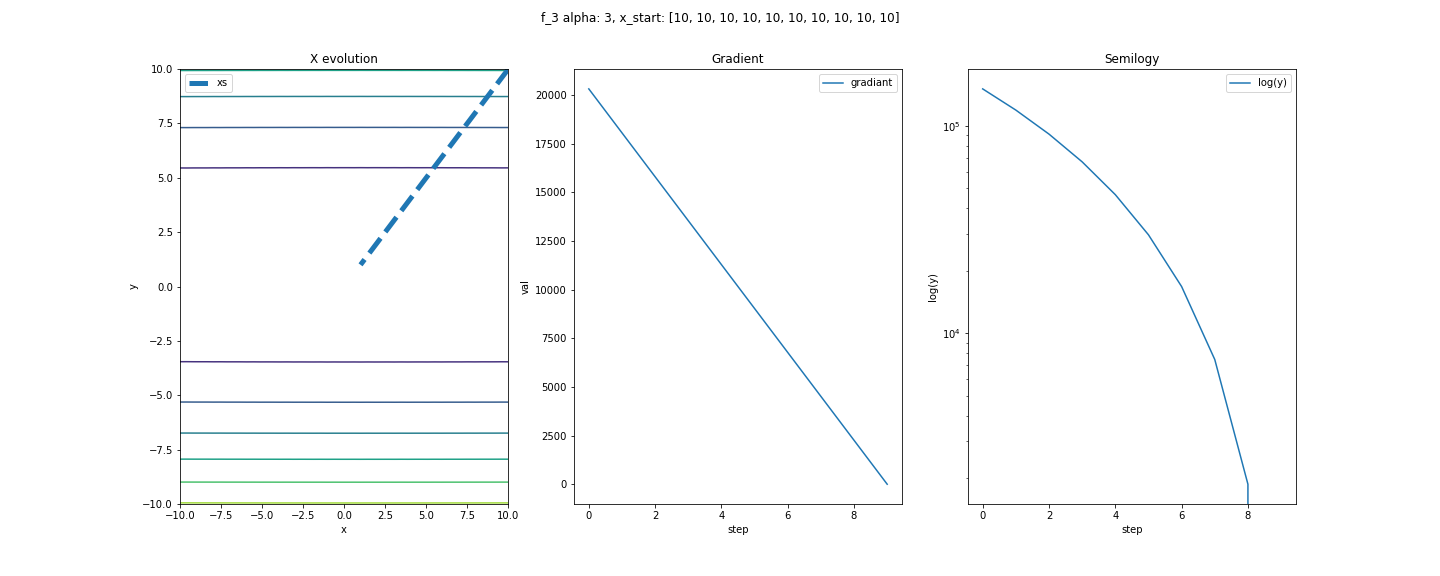 f_3 alpha: 3, x_start: [10, 10, 10, 10, 10, 10, 10, 10, 10, 10]
X evolution
xs
10.0
7.5
5.0
2.5
0.0
−2.5
−5.0
−7.5
−10.0
y
−10.0 −7.5 −5.0 −2.5 0.0 2.5 5.0 7.5 10.0
x
Gradient
gradiant
20000
17500
15000
12500
10000
7500
5000
2500
0
val
0 2 4 6 8
step
Semilogy
log(y)
10^5
10^4
log(y)
0 2 4 6 8
step